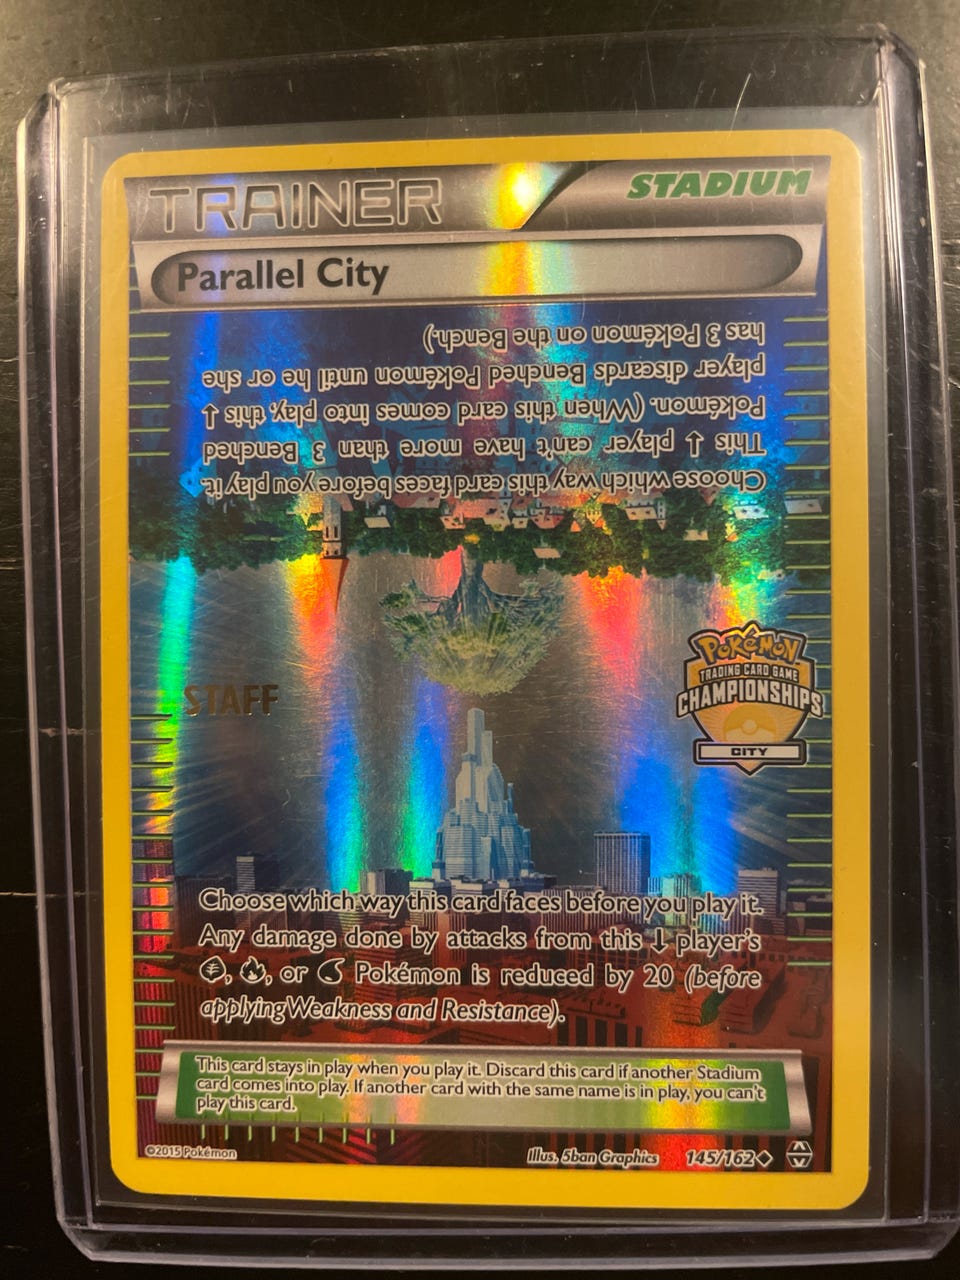 TRAINER
STADIUM
Parallel City
has 3 Pokémon on the Bench.)
player discards Benched Pokémon until he or she
Pokémon. (When this card comes into play, this ↓
This ↓ player can't have more than 3 Benched
Choose which way this card faces before you play it.
STAFF
POKéMON
TRADING CARD GAME
CHAMPIONSHIPS
CITY
Choose which way this card faces before you play it.
Any damage done by attacks from this ↓ player's
, , or Pokémon is reduced by 20 (before
applying Weakness and Resistance).
This card stays in play when you play it. Discard this card if another Stadium
card comes into play. If another card with the same name is in play, you can't
play this card.
©2015 Pokémon
Illus. 5ban Graphics
145/162